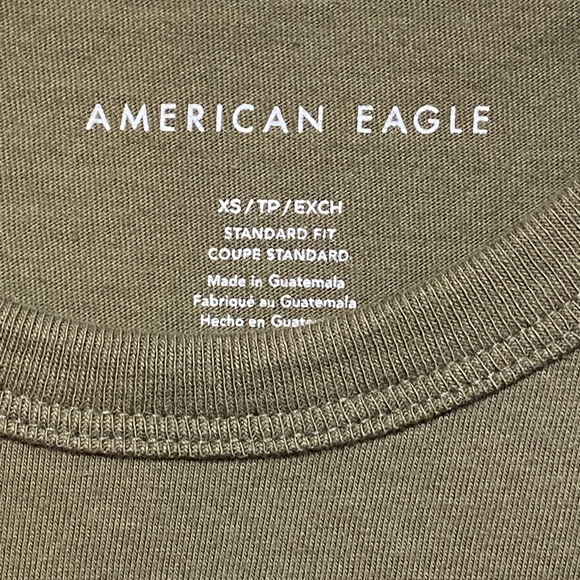 AMERICAN EAGLE
XS/TP/EXCH
STANDARD FIT
COUPE STANDARD
Made in Guatemala
Fabriqué au Guatemala
Hecho en